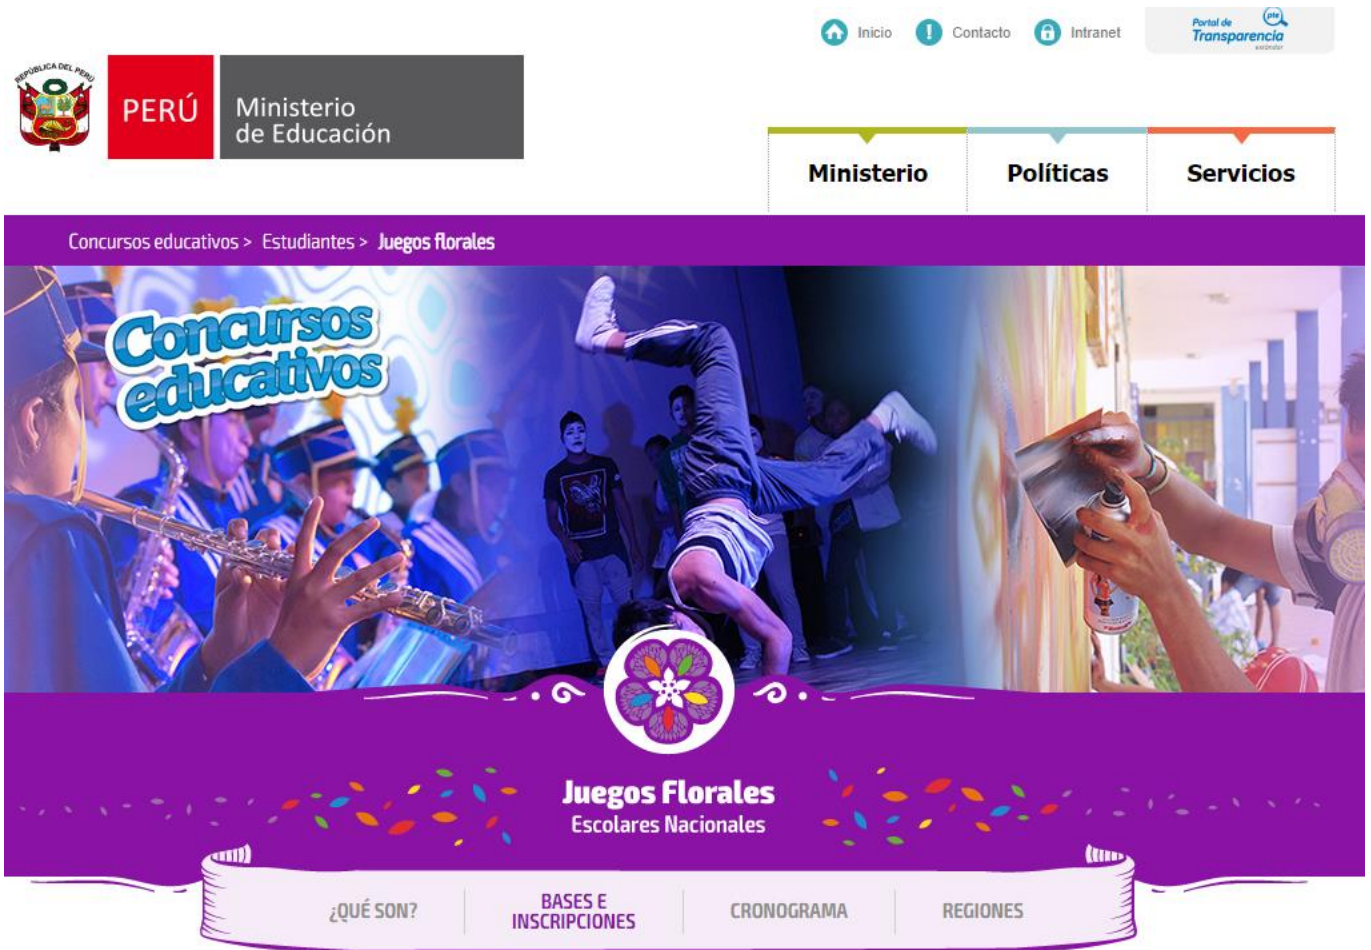 Inicio
Contacto
Intranet
Portal de
Transparencia
estándar
REPÚBLICA DEL PERÚ
PERÚ
Ministerio
de Educación
Ministerio
Políticas
Servicios
Concursos educativos > Estudiantes > Juegos florales
Concursos
educativos
Juegos Florales
Escolares Nacionales
¿QUÉ SON?
BASES E
INSCRIPCIONES
CRONOGRAMA
REGIONES